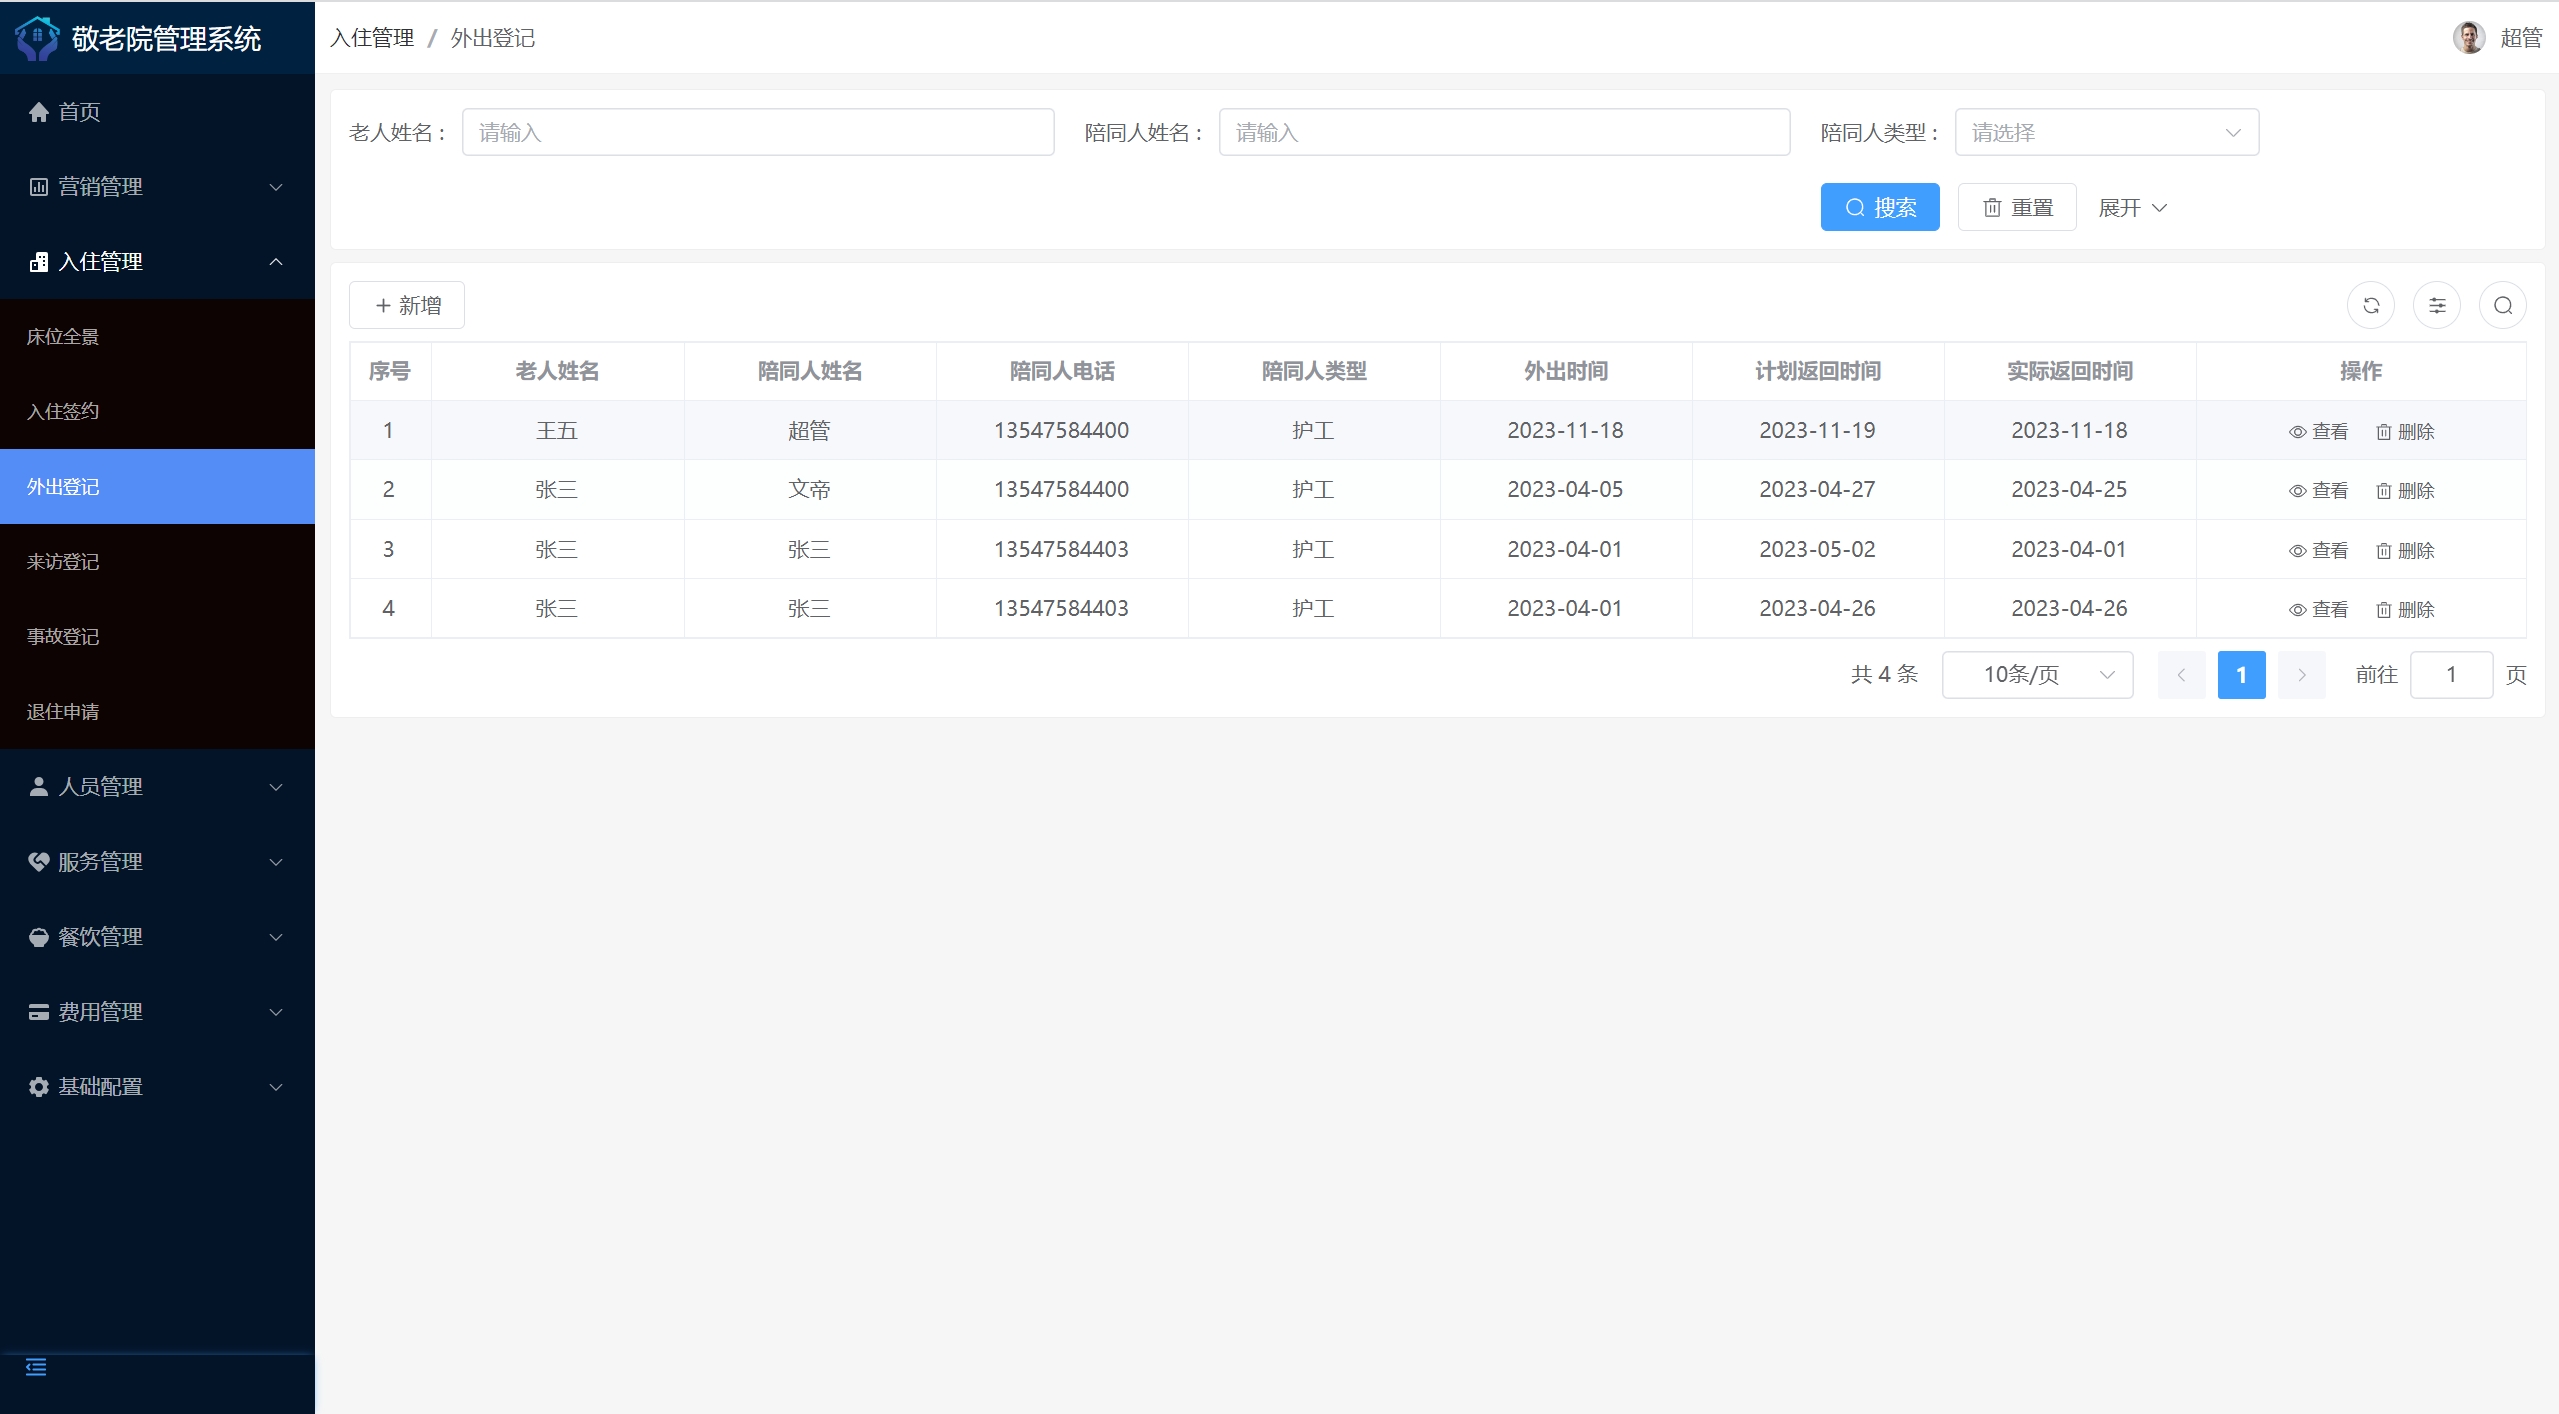 敬老院管理系统
入住管理 / 外出登记
超管
首页
营销管理
入住管理
床位全景
入住签约
外出登记
来访登记
事故登记
退住申请
人员管理
服务管理
餐饮管理
费用管理
基础配置
老人姓名： 请输入 陪同人姓名： 请输入 陪同人类型： 请选择
搜索 重置 展开
新增
序号 老人姓名 陪同人姓名 陪同人电话 陪同人类型 外出时间 计划返回时间 实际返回时间 操作
1 王五 超管 13547584400 护工 2023-11-18 2023-11-19 2023-11-18 查看 删除
2 张三 文帝 13547584400 护工 2023-04-05 2023-04-27 2023-04-25 查看 删除
3 张三 张三 13547584403 护工 2023-04-01 2023-05-02 2023-04-01 查看 删除
4 张三 张三 13547584403 护工 2023-04-01 2023-04-26 2023-04-26 查看 删除
共 4 条 10条/页 1 前往 1 页